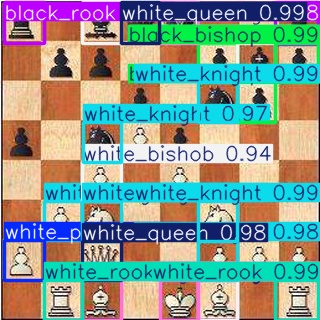 black_rook white_queen 0.998
black_bishop 0.99
white_knight 0.99
white_knight 0.97
white_bishob 0.94
whit whitewhite_knight 0.99
white_p white_queen 0.98 0.98
white_rookwhite_rook 0.99